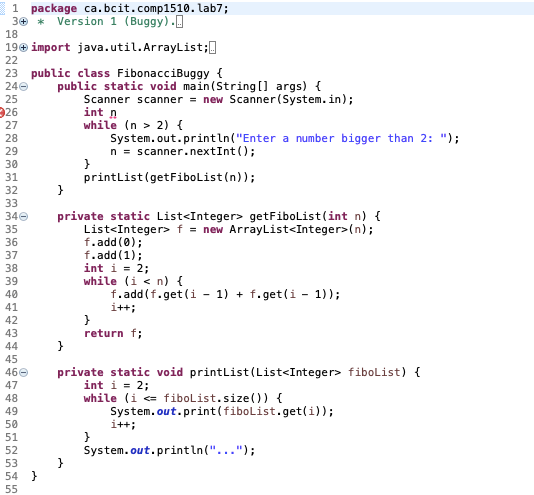 1 package ca.bcit.comp1510.lab7;
3 * Version 1 (Buggy).
18
19 import java.util.ArrayList;
22
23 public class FibonacciBuggy {
24 public static void main(String[] args) {
25 Scanner scanner = new Scanner(System.in);
26 int n
27 while (n > 2) {
28 System.out.println("Enter a number bigger than 2: ");
29 n = scanner.nextInt();
30 }
31 printList(getFiboList(n));
32 }
33
34 private static List<Integer> getFiboList(int n) {
35 List<Integer> f = new ArrayList<Integer>(n);
36 f.add(0);
37 f.add(1);
38 int i = 2;
39 while (i < n) {
40 f.add(f.get(i - 1) + f.get(i - 1));
41 i++;
42 }
43 return f;
44 }
45
46 private static void printList(List<Integer> fiboList) {
47 int i = 2;
48 while (i <= fiboList.size()) {
49 System.out.print(fiboList.get(i));
50 i++;
51 }
52 System.out.println("...");
53 }
54 }
55